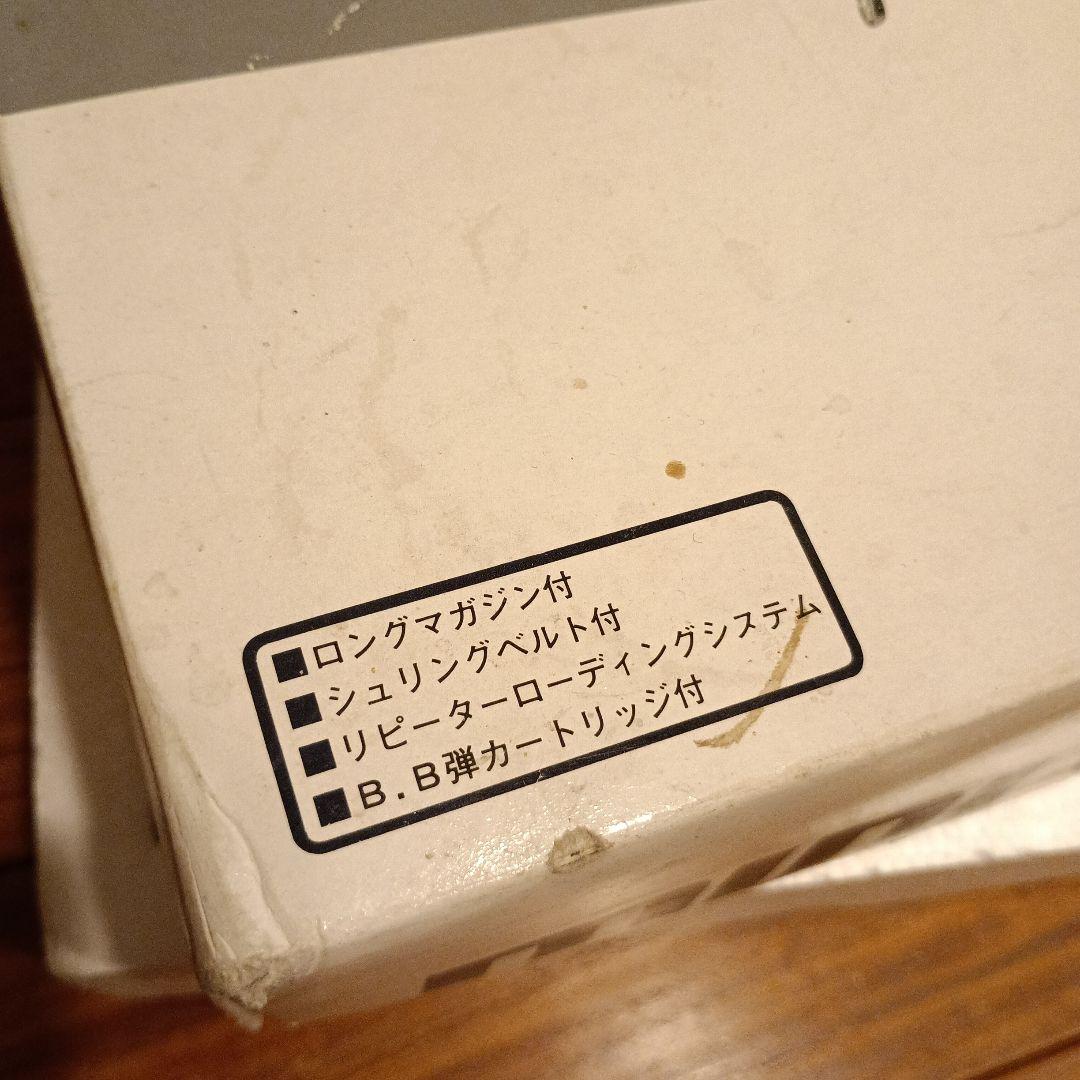 ■ロングマガジン付
■シュリングベルト付
■リピーターローディングシステム
■B.B弾カートリッジ付